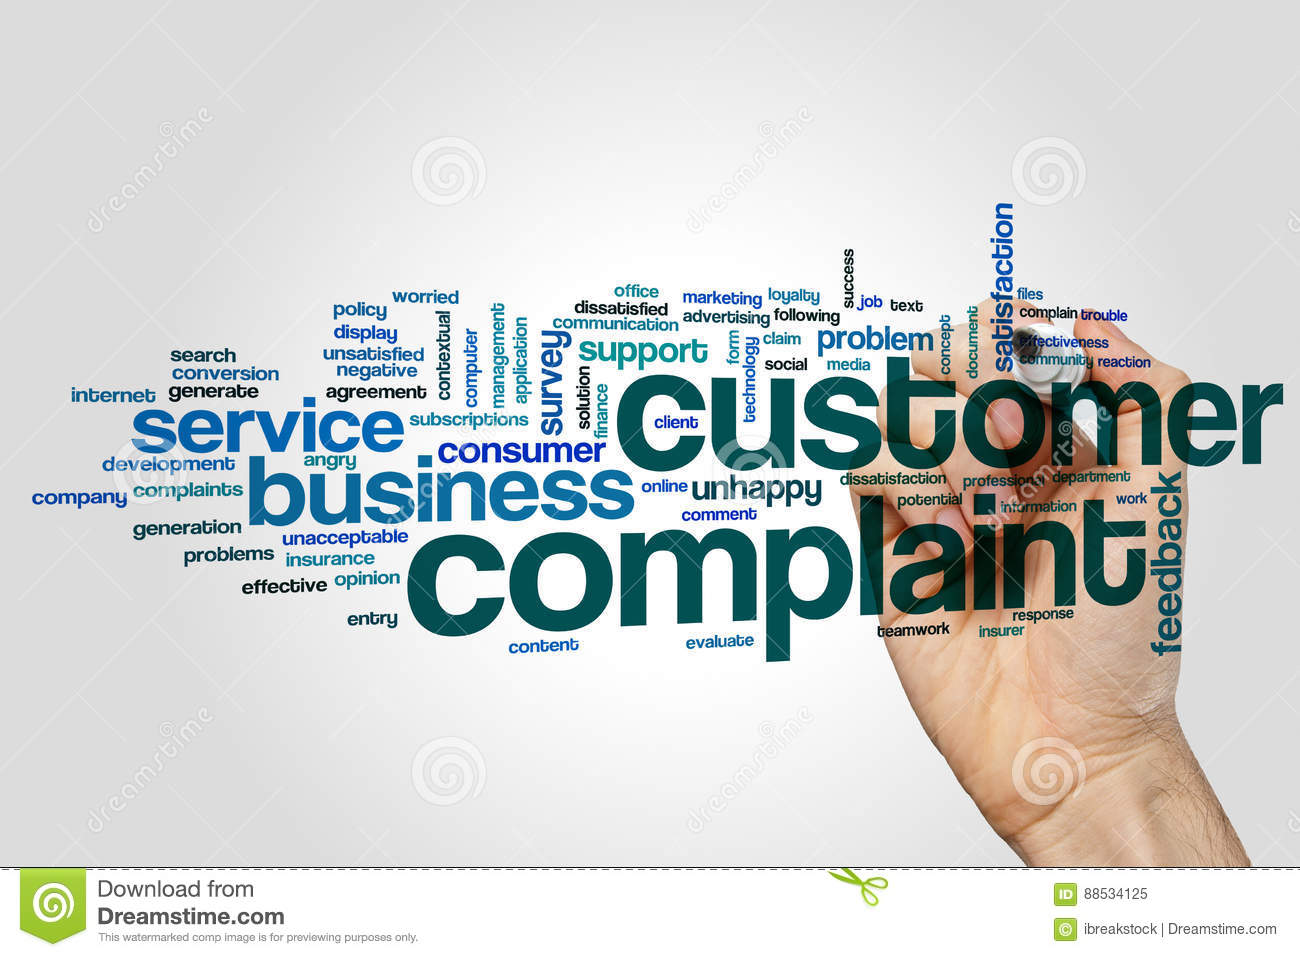 satisfaction
success
office
worried
marketing
loyalty
files
policy
dissatisfied
job
text
complain
trouble
management
contextual
communication
advertising
following
display
application
computer
survey
form
claim
problem
concept
document
effectiveness
search
unsatisfied
support
technology
social
media
community
reaction
conversion
negative
solution
customer
internet
generate
agreement
finance
service
subscriptions
client
consumer
development
angry
business
online
unhappy
dissatisfaction
professional
department
company
complaints
comment
potential
information
work
feedback
generation
unacceptable
complaint
problems
insurance
effective
opinion
entry
response
teamwork
insurer
content
evaluate
dreamstime
dreamstime
dreamstime
dreamstime
dreamstime
dreamstime
Download from
Dreamstime.com
This watermarked comp image is for previewing purposes only.
ID 88534125
© ibreakstock | Dreamstime.com